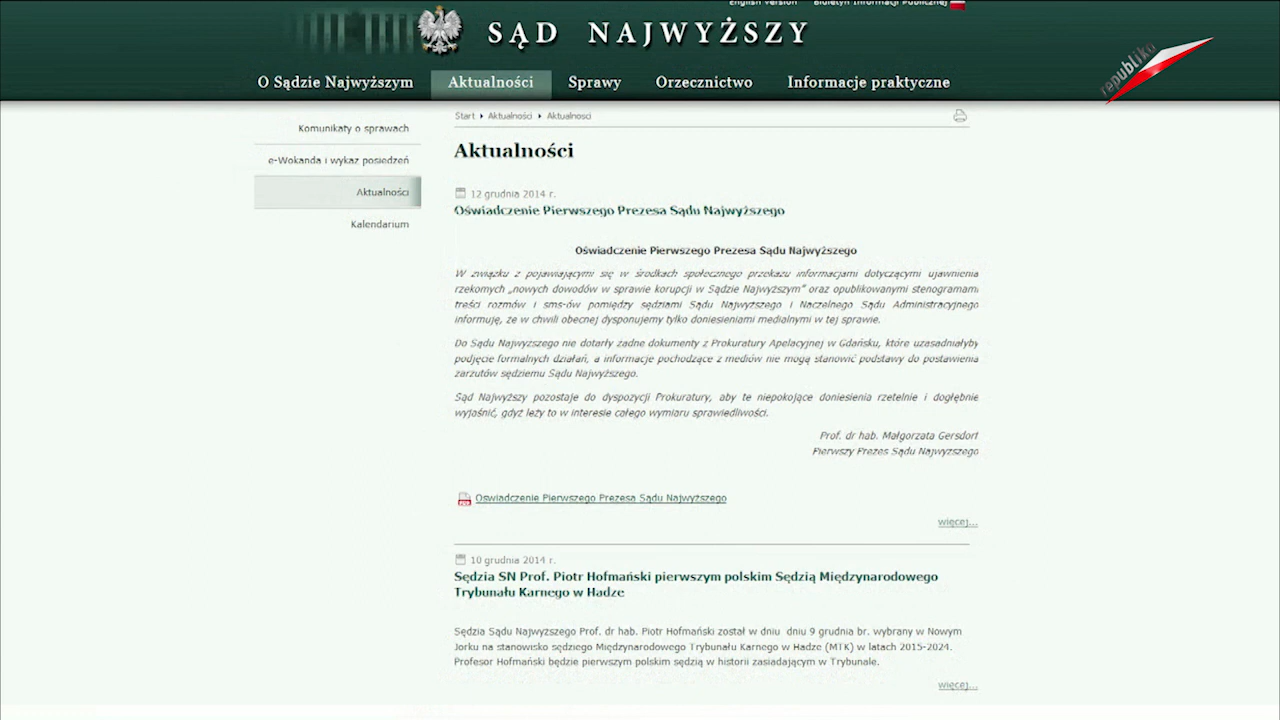 English version Biuletyn Informacji Publicznej
SĄD NAJWYŻSZY
republika
O Sądzie Najwyższym Aktualności Sprawy Orzecznictwo Informacje praktyczne
Start Aktualności Aktualnosci
Komunikaty o sprawach
e-Wokanda i wykaz posiedzeń
Aktualności
Kalendarium
Aktualności
12 grudnia 2014 r.
Oświadczenie Pierwszego Prezesa Sądu Najwyższego
Oświadczenie Pierwszego Prezesa Sądu Najwyższego
W związku z pojawiającymi się w środkach społecznego przekazu informacjami dotyczącymi ujawnienia
rzekomych „nowych dowodów w sprawie korupcji w Sądzie Najwyższym” oraz opublikowanymi stenogramami
treści rozmów i sms-ów pomiędzy sędziami Sądu Najwyższego i Naczelnego Sądu Administracyjnego
informuję, że w chwili obecnej dysponujemy tylko doniesieniami medialnymi w tej sprawie.
Do Sądu Najwyższego nie dotarły żadne dokumenty z Prokuratury Apelacyjnej w Gdańsku, które uzasadniałyby
podjęcie formalnych działań, a informacje pochodzące z mediów nie mogą stanowić podstawy do postawienia
zarzutów sędziemu Sądu Najwyższego.
Sąd Najwyższy pozostaje do dyspozycji Prokuratury, aby te niepokojące doniesienia rzetelnie i dogłębnie
wyjaśnić, gdyż leży to w interesie całego wymiaru sprawiedliwości.
Prof. dr hab. Małgorzata Gersdorf
Pierwszy Prezes Sądu Najwyższego
PDF Oświadczenie Pierwszego Prezesa Sądu Najwyższego
więcej...
10 grudnia 2014 r.
Sędzia SN Prof. Piotr Hofmański pierwszym polskim Sędzią Międzynarodowego
Trybunału Karnego w Hadze
Sędzia Sądu Najwyższego Prof. dr hab. Piotr Hofmański został w dniu dniu 9 grudnia br. wybrany w Nowym
Jorku na stanowisko sędziego Międzynarodowego Trybunału Karnego w Hadze (MTK) w latach 2015-2024.
Profesor Hofmański będzie pierwszym polskim sędzią w historii zasiadającym w Trybunale.
więcej...